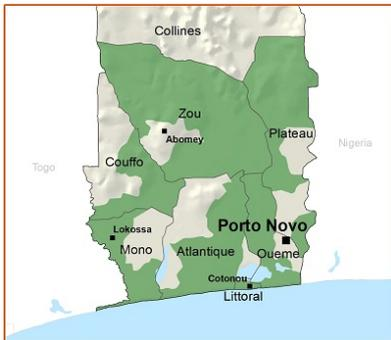 Collines
Zou
Abomey
Plateau
Togo
Nigeria
Couffo
Lokossa
Mono
Porto Novo
Atlantique
Oueme
Cotonou
Littoral